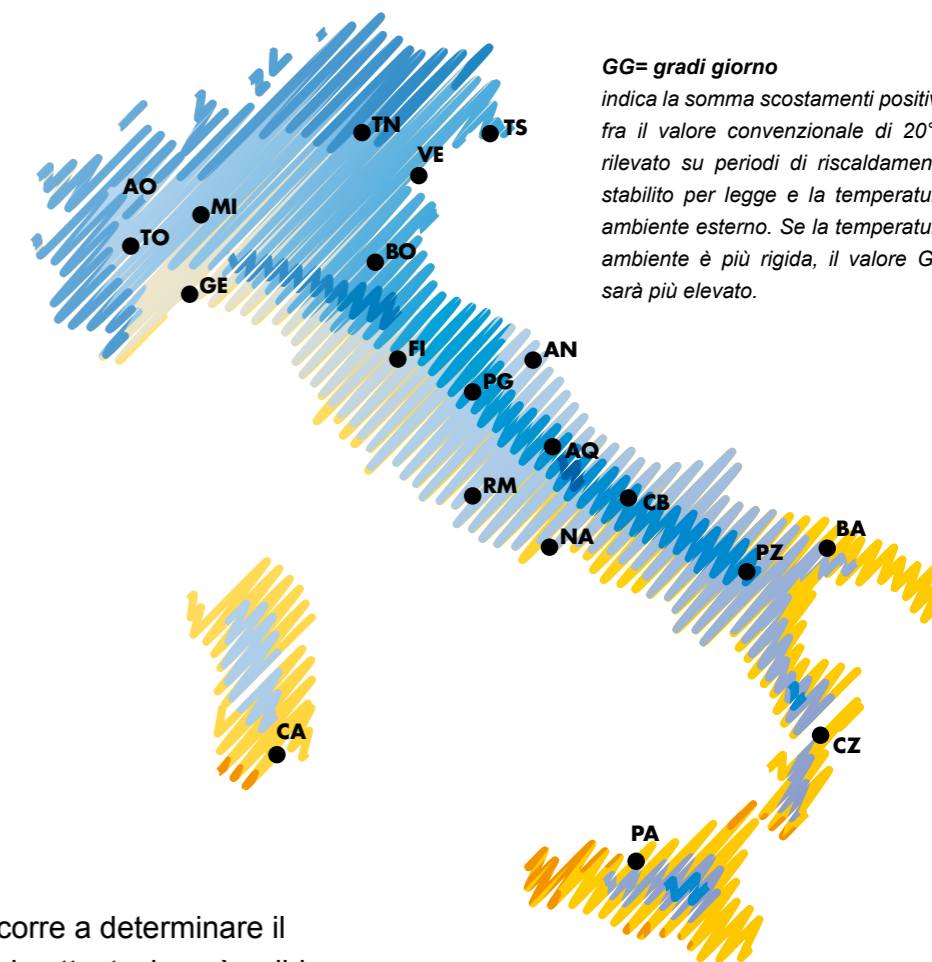 GG= gradi giorno
indica la somma scostamenti positiv
fra il valore convenzionale di 20°
rilevato su periodi di riscaldamen
stabilito per legge e la temperatu
ambiente esterno. Se la temperatu
ambiente è più rigida, il valore G
sarà più elevato.
TN
TS
VE
AO
MI
TO
BO
GE
FI
AN
PG
AQ
RM
CB
NA
BA
PZ
CA
CZ
PA
corre a determinare il